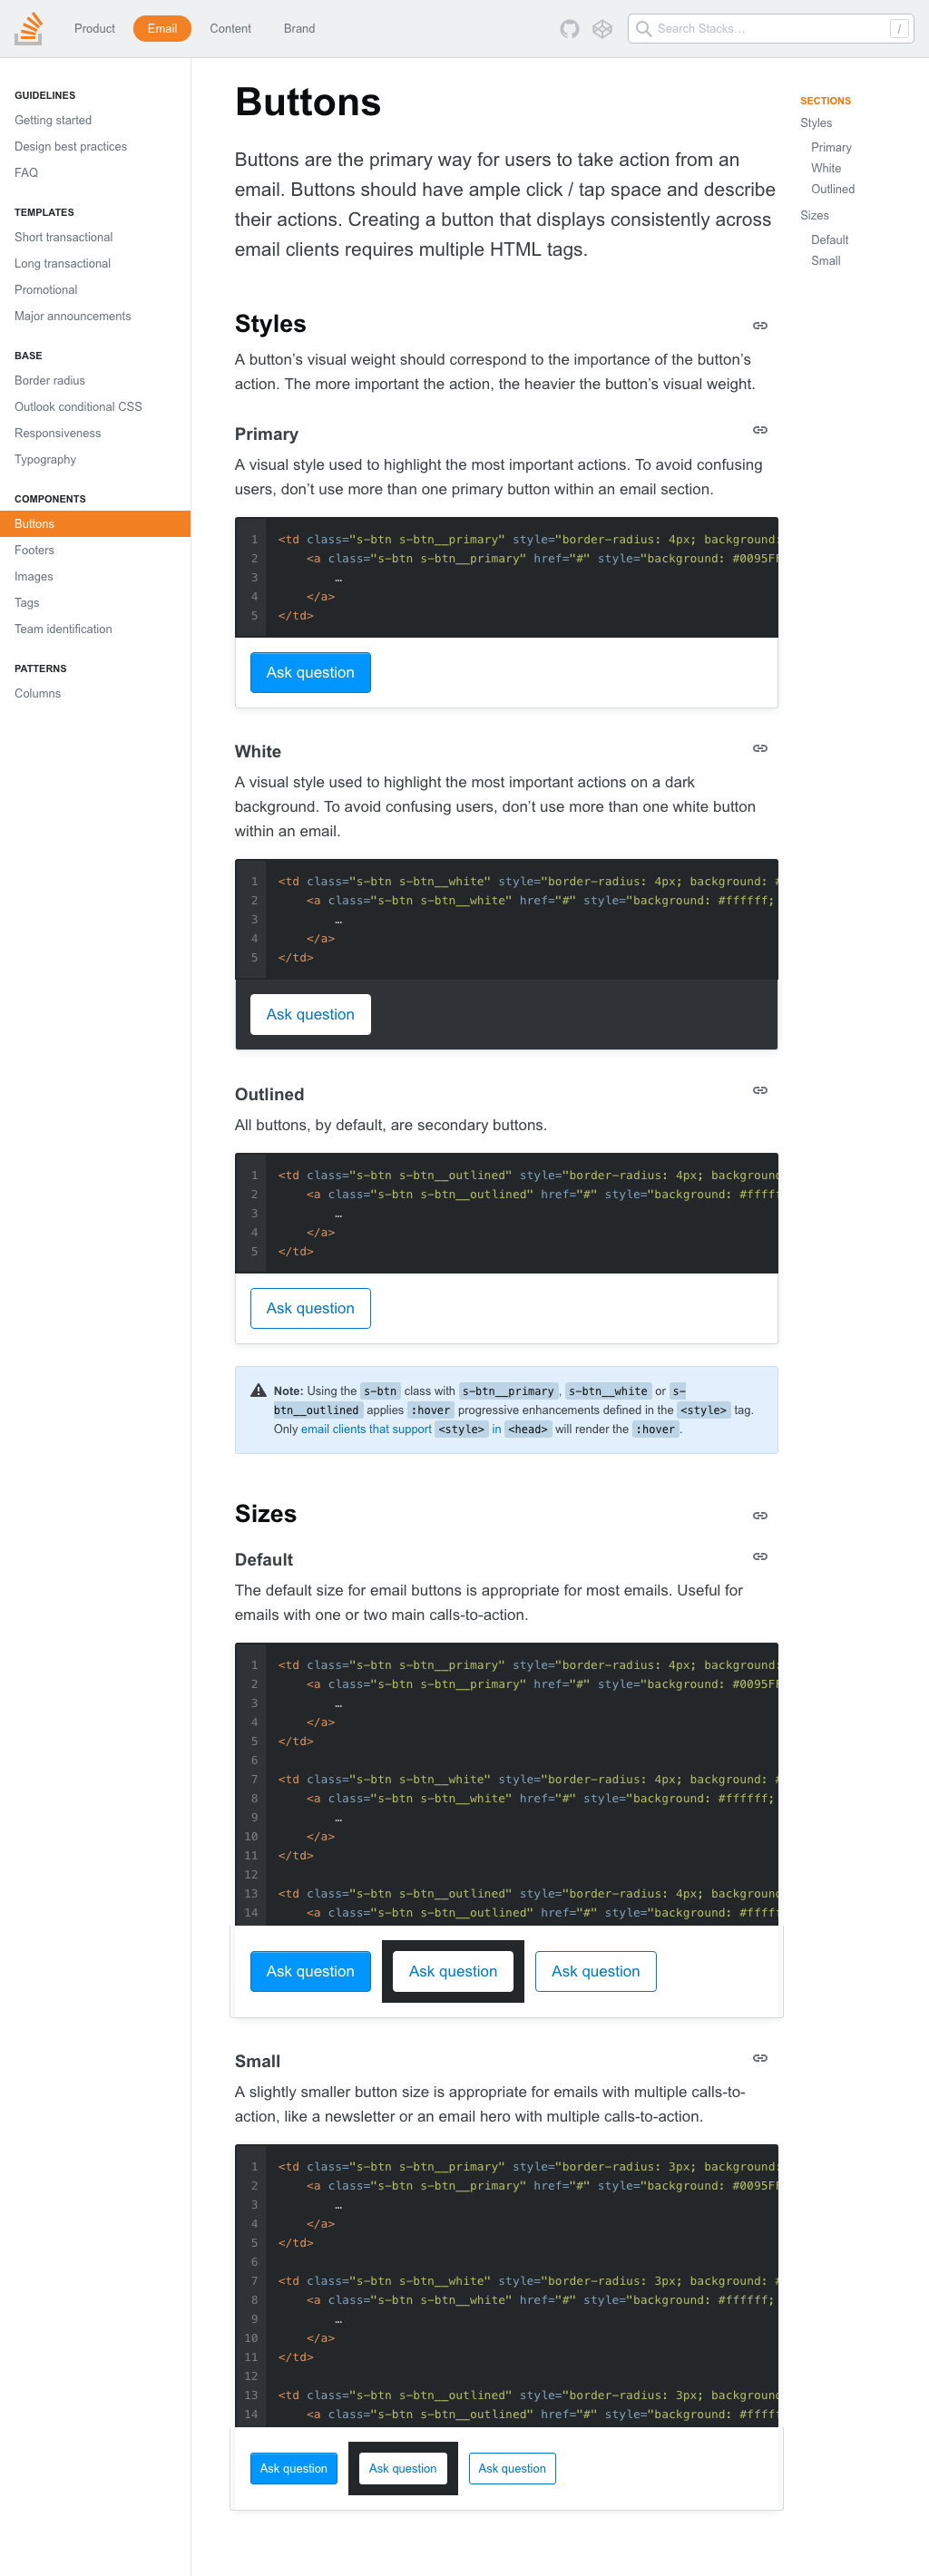 Product Email Content Brand
Search Stacks… /
GUIDELINES
Getting started
Design best practices
FAQ
TEMPLATES
Short transactional
Long transactional
Promotional
Major announcements
BASE
Border radius
Outlook conditional CSS
Responsiveness
Typography
COMPONENTS
Buttons
Footers
Images
Tags
Team identification
PATTERNS
Columns
Buttons
Buttons are the primary way for users to take action from an
email. Buttons should have ample click / tap space and describe
their actions. Creating a button that displays consistently across
email clients requires multiple HTML tags.
Styles
A button’s visual weight should correspond to the importance of the button’s
action. The more important the action, the heavier the button’s visual weight.
Primary
A visual style used to highlight the most important actions. To avoid confusing
users, don’t use more than one primary button within an email section.
1 <td class="s-btn s-btn__primary" style="border-radius: 4px; background:
2 <a class="s-btn s-btn__primary" href="#" style="background: #0095FF
3 …
4 </a>
5 </td>
Ask question
White
A visual style used to highlight the most important actions on a dark
background. To avoid confusing users, don’t use more than one white button
within an email.
1 <td class="s-btn s-btn__white" style="border-radius: 4px; background: #
2 <a class="s-btn s-btn__white" href="#" style="background: #ffffff;
3 …
4 </a>
5 </td>
Ask question
Outlined
All buttons, by default, are secondary buttons.
1 <td class="s-btn s-btn__outlined" style="border-radius: 4px; background
2 <a class="s-btn s-btn__outlined" href="#" style="background: #fffff
3 …
4 </a>
5 </td>
Ask question
Note: Using the s-btn class with s-btn__primary, s-btn__white or s-
btn__outlined applies :hover progressive enhancements defined in the <style> tag.
Only email clients that support <style> in <head> will render the :hover.
Sizes
Default
The default size for email buttons is appropriate for most emails. Useful for
emails with one or two main calls-to-action.
1 <td class="s-btn s-btn__primary" style="border-radius: 4px; background:
2 <a class="s-btn s-btn__primary" href="#" style="background: #0095FF
3 …
4 </a>
5 </td>
6
7 <td class="s-btn s-btn__white" style="border-radius: 4px; background: #
8 <a class="s-btn s-btn__white" href="#" style="background: #ffffff;
9 …
10 </a>
11 </td>
12
13 <td class="s-btn s-btn__outlined" style="border-radius: 4px; background
14 <a class="s-btn s-btn__outlined" href="#" style="background: #fffff
Ask question Ask question Ask question
Small
A slightly smaller button size is appropriate for emails with multiple calls-to-
action, like a newsletter or an email hero with multiple calls-to-action.
1 <td class="s-btn s-btn__primary" style="border-radius: 3px; background:
2 <a class="s-btn s-btn__primary" href="#" style="background: #0095FF
3 …
4 </a>
5 </td>
6
7 <td class="s-btn s-btn__white" style="border-radius: 3px; background: #
8 <a class="s-btn s-btn__white" href="#" style="background: #ffffff;
9 …
10 </a>
11 </td>
12
13 <td class="s-btn s-btn__outlined" style="border-radius: 3px; background
14 <a class="s-btn s-btn__outlined" href="#" style="background: #fffff
Ask question Ask question Ask question
SECTIONS
Styles
Primary
White
Outlined
Sizes
Default
Small